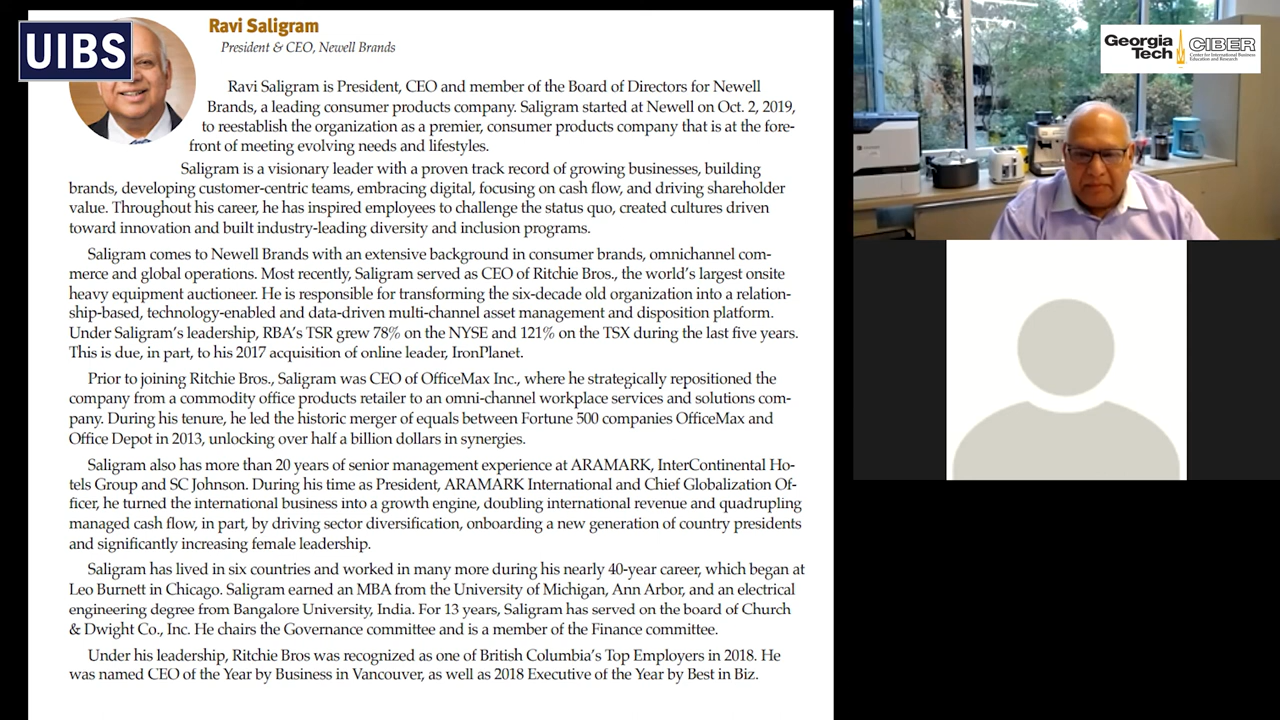 UIBS
Ravi Saligram
President & CEO, Newell Brands
Ravi Saligram is President, CEO and member of the Board of Directors for Newell
Brands, a leading consumer products company. Saligram started at Newell on Oct. 2, 2019,
to reestablish the organization as a premier, consumer products company that is at the fore-
front of meeting evolving needs and lifestyles.
Saligram is a visionary leader with a proven track record of growing businesses, building
brands, developing customer-centric teams, embracing digital, focusing on cash flow, and driving shareholder
value. Throughout his career, he has inspired employees to challenge the status quo, created cultures driven
toward innovation and built industry-leading diversity and inclusion programs.
Saligram comes to Newell Brands with an extensive background in consumer brands, omnichannel com-
merce and global operations. Most recently, Saligram served as CEO of Ritchie Bros., the world's largest onsite
heavy equipment auctioneer. He is responsible for transforming the six-decade old organization into a relation-
ship-based, technology-enabled and data-driven multi-channel asset management and disposition platform.
Under Saligram's leadership, RBA's TSR grew 78% on the NYSE and 121% on the TSX during the last five years.
This is due, in part, to his 2017 acquisition of online leader, IronPlanet.
Prior to joining Ritchie Bros., Saligram was CEO of OfficeMax Inc., where he strategically repositioned the
company from a commodity office products retailer to an omni-channel workplace services and solutions com-
pany. During his tenure, he led the historic merger of equals between Fortune 500 companies OfficeMax and
Office Depot in 2013, unlocking over half a billion dollars in synergies.
Saligram also has more than 20 years of senior management experience at ARAMARK, InterContinental Ho-
tels Group and SC Johnson. During his time as President, ARAMARK International and Chief Globalization Of-
ficer, he turned the international business into a growth engine, doubling international revenue and quadrupling
managed cash flow, in part, by driving sector diversification, onboarding a new generation of country presidents
and significantly increasing female leadership.
Saligram has lived in six countries and worked in many more during his nearly 40-year career, which began at
Leo Burnett in Chicago. Saligram earned an MBA from the University of Michigan, Ann Arbor, and an electrical
engineering degree from Bangalore University, India. For 13 years, Saligram has served on the board of Church
& Dwight Co., Inc. He chairs the Governance committee and is a member of the Finance committee.
Under his leadership, Ritchie Bros was recognized as one of British Columbia's Top Employers in 2018. He
was named CEO of the Year by Business in Vancouver, as well as 2018 Executive of the Year by Best in Biz.
Georgia
Tech
CIBER
Center for International Business
Education and Research